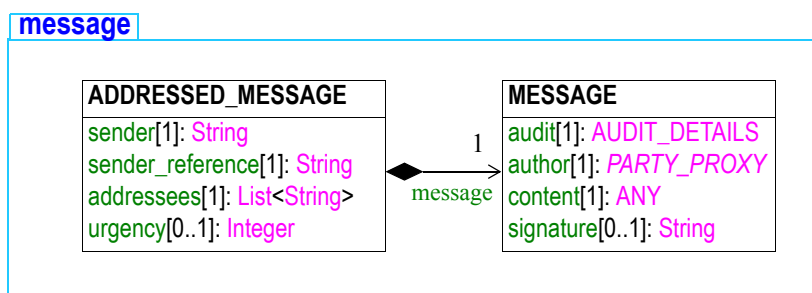 message
ADDRESSED_MESSAGE
sender[1]: String
sender_reference[1]: String
addressees[1]: List<String>
urgency[0..1]: Integer
1
message
MESSAGE
audit[1]: AUDIT_DETAILS
author[1]: PARTY_PROXY
content[1]: ANY
signature[0..1]: String